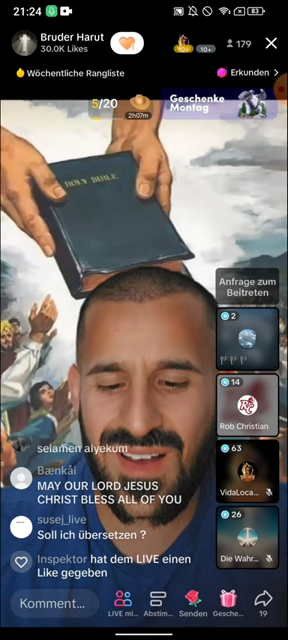 21:24
83
Bruder Harut
30.0K Likes
10+
179
Wöchentliche Rangliste
Erkunden >
5/20
2h07m
Geschenke
Montag
HOLY BIBLE
Anfrage zum
Beitreten
2
14
Rob Christian
63
VidaLoca...
26
Die Wahr...
selamen alyekum
Bænkåi
MAY OUR LORD JESUS
CHRIST BLESS ALL OF YOU
susej_live
Soll ich übersetzen ?
Inspektor hat dem LIVE einen
Like gegeben
Komment...
LIVE mi...
Abstim...
Senden
Gesche...
19